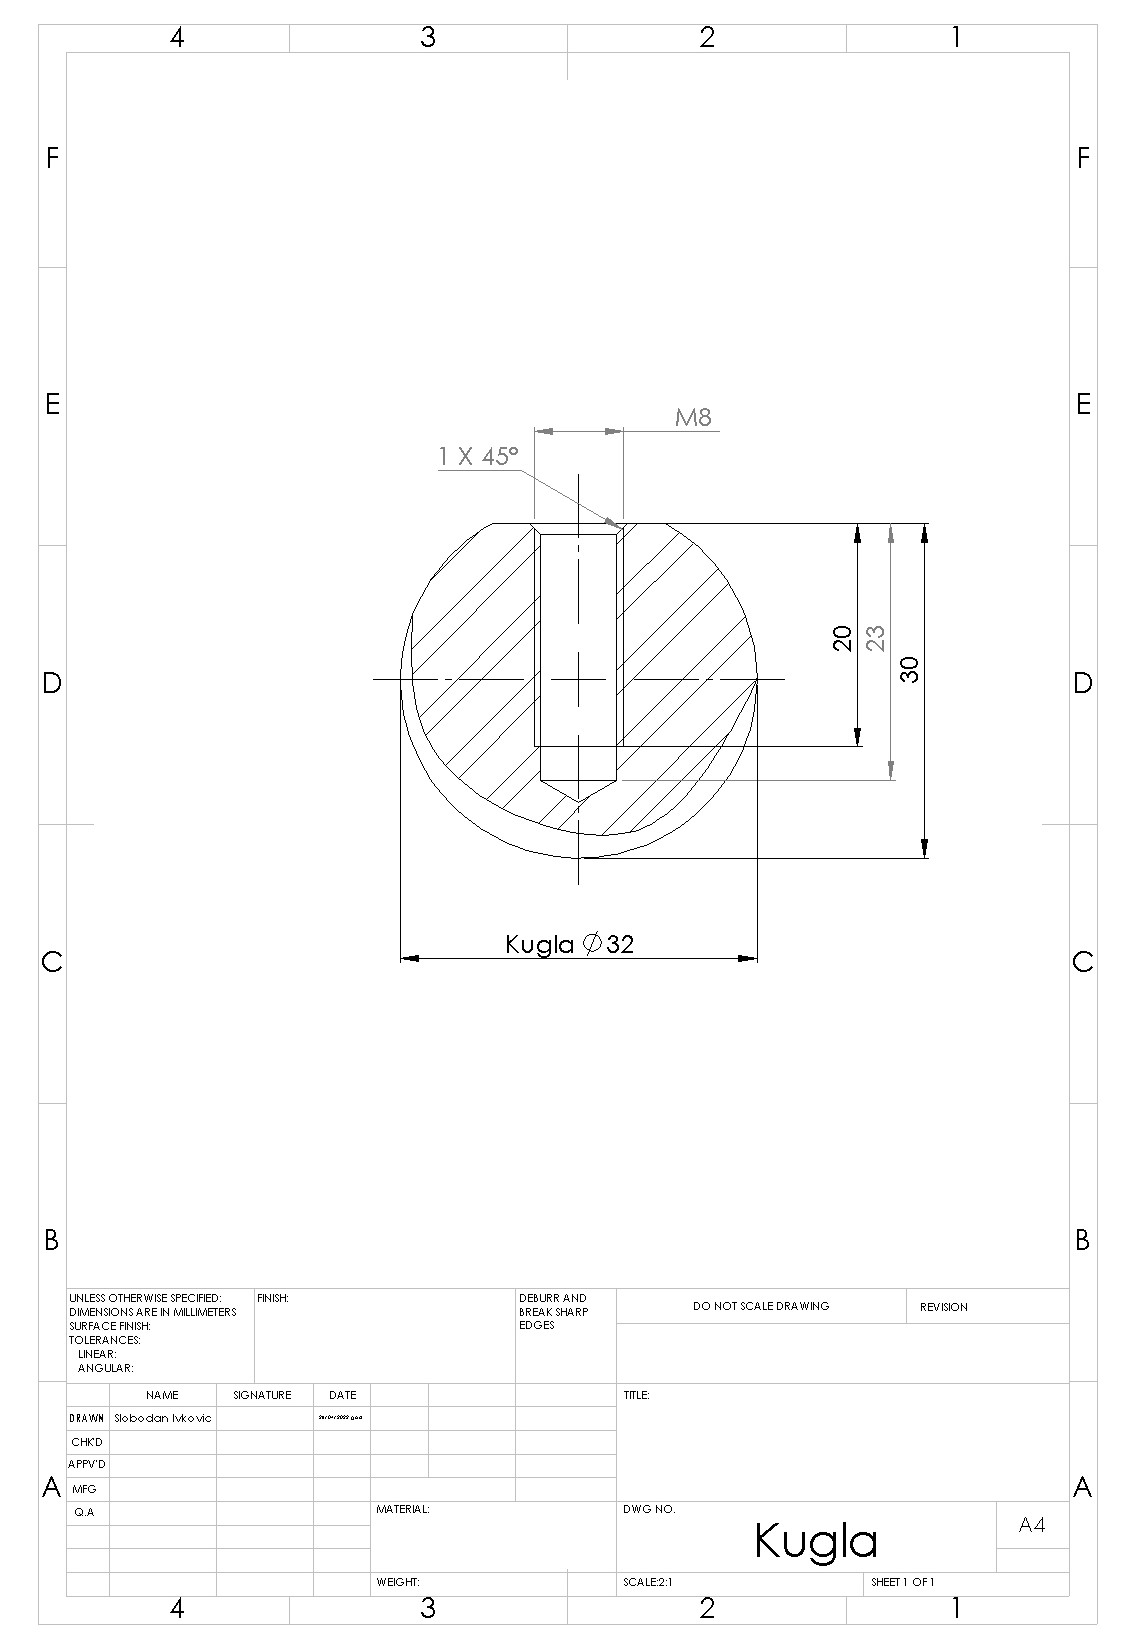 4 3 2 1
F F
E E
M8
1 X 45°
20
23
30
D D
Kugla ∅32
C C
B B
UNLESS OTHERWISE SPECIFIED:
DIMENSIONS ARE IN MILLIMETERS
SURFACE FINISH:
TOLERANCES:
LINEAR:
ANGULAR:
FINISH:
DEBURR AND
BREAK SHARP
EDGES
DO NOT SCALE DRAWING
REVISION
NAME SIGNATURE DATE
DRAWN Slobodan Ivkovic
CHK'D
APPV'D
MFG
Q.A
TITLE:
A A
MATERIAL:
DWG NO.
Kugla
A4
WEIGHT:
SCALE:2:1
SHEET 1 OF 1
4 3 2 1